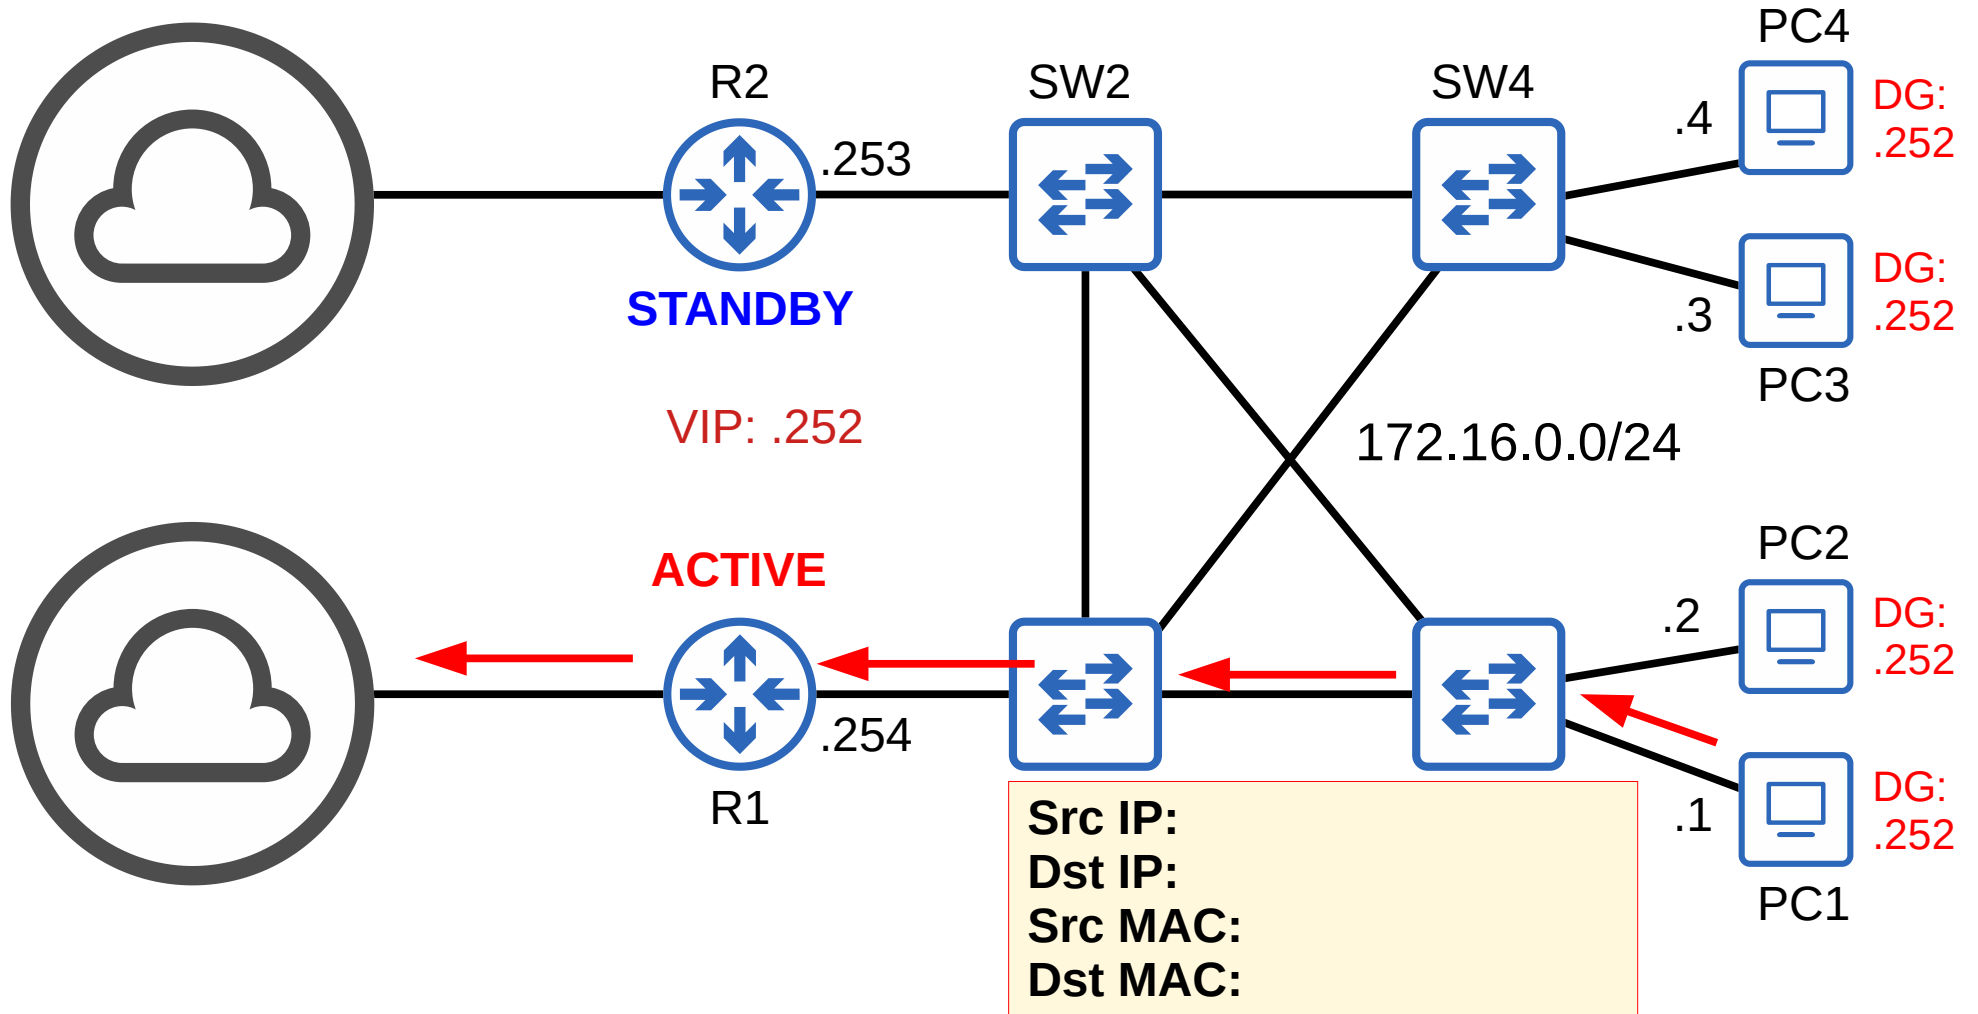 PC4
R2
SW2
SW4
DG:
.252
.4
.253
STANDBY
DG:
.252
.3
PC3
VIP: .252
172.16.0.0/24
PC2
ACTIVE
.2
DG:
.252
.254
R1
DG:
.252
.1
PC1
Src IP:
Dst IP:
Src MAC:
Dst MAC: